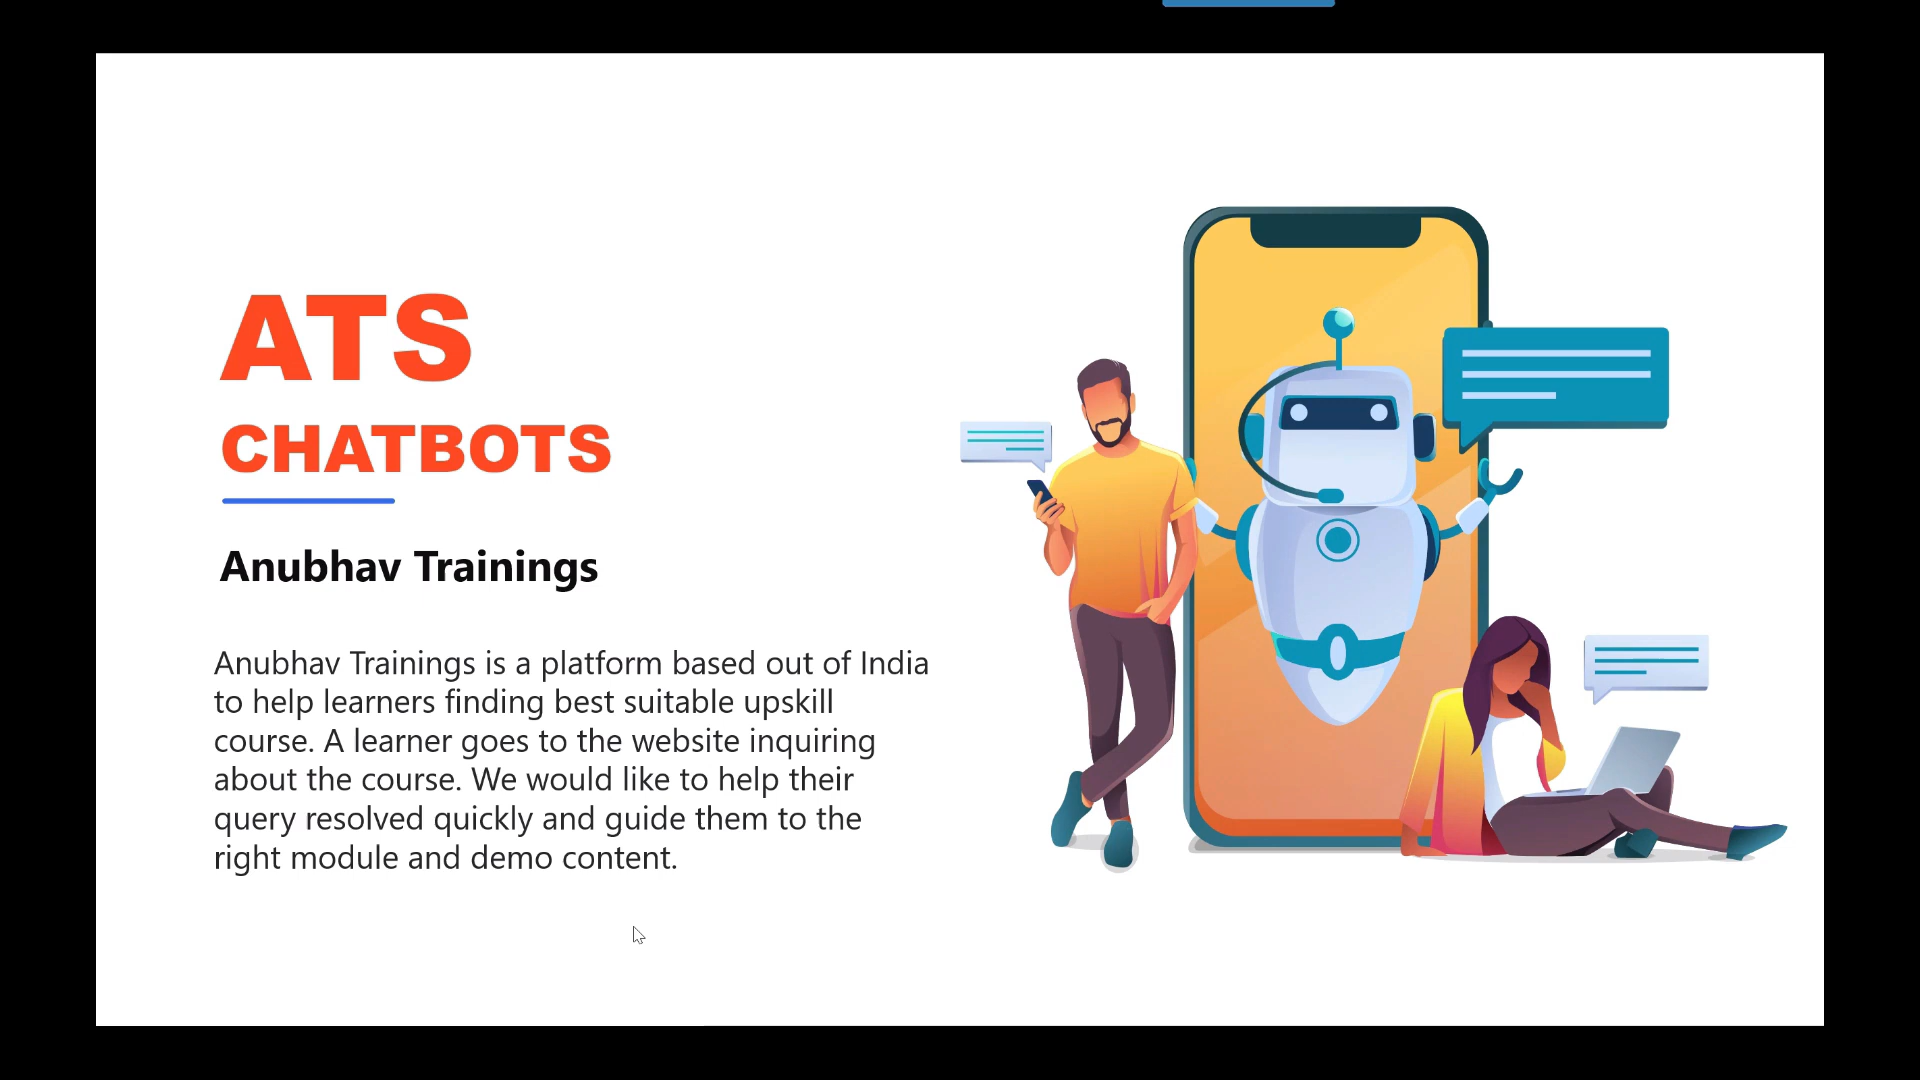 ATS
CHATBOTS
Anubhav Trainings
Anubhav Trainings is a platform based out of India
to help learners finding best suitable upskill
course. A learner goes to the website inquiring
about the course. We would like to help their
query resolved quickly and guide them to the
right module and demo content.